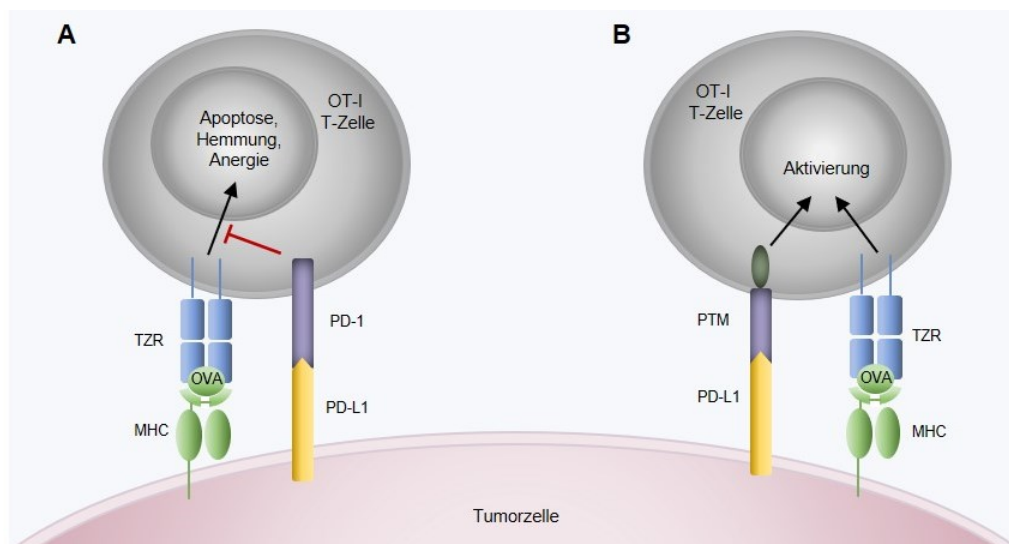 A
OT-I
T-Zelle
Apoptose,
Hemmung,
Anergie
TZR
PD-1
OVA
PD-L1
MHC
B
OT-I
T-Zelle
Aktivierung
PTM
TZR
OVA
PD-L1
MHC
Tumorzelle